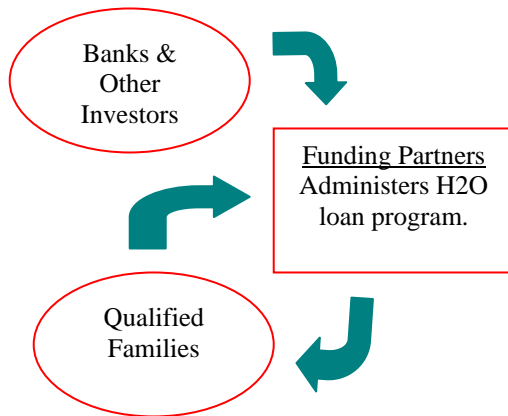 Banks &
Other
Investors
Funding Partners
Administers H2O
loan program.
Qualified
Families